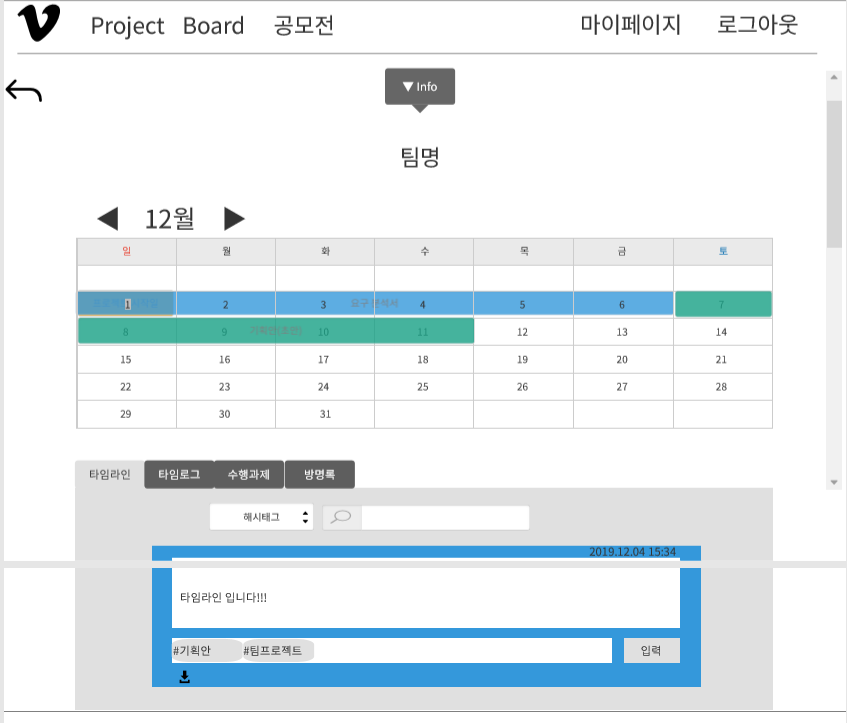 Project Board 공모전 마이페이지 로그아웃
▼ Info
팀명
◀ 12월 ▶
일 월 화 수 목 금 토
1 2 3 요구 분석서 4 5 6 7
8 9 기획안(초안) 10 11 12 13 14
15 16 17 18 19 20 21
22 23 24 25 26 27 28
29 30 31
타임라인 타임로그 수행과제 방명록
해시태그
2019.12.04 15:34
타임라인 입니다!!!
#기획안 #팀프로젝트 입력